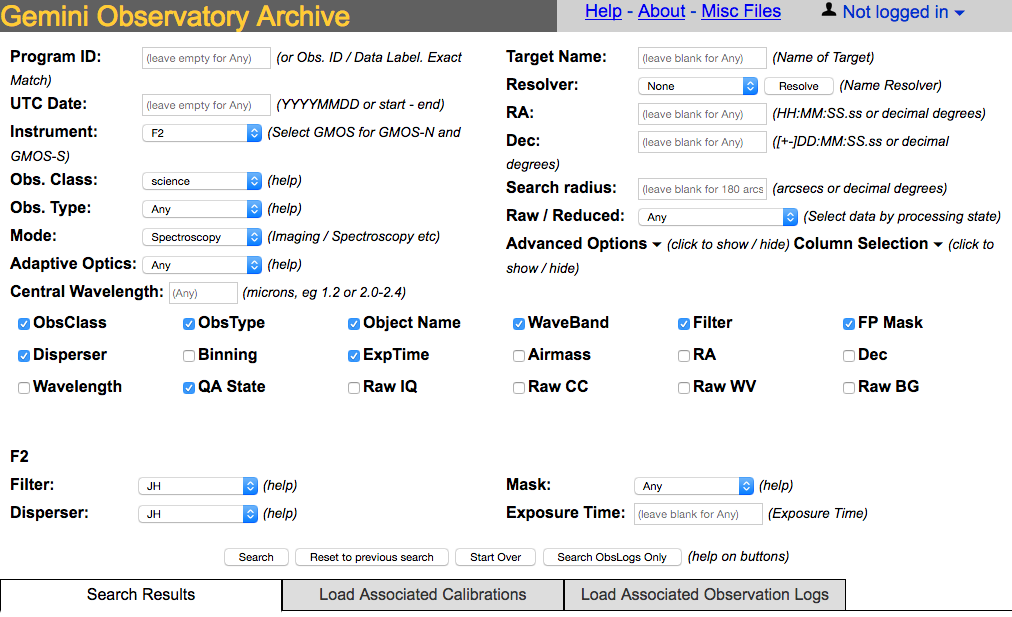 Gemini Observatory Archive
Help - About - Misc Files
Not logged in
Program ID: (leave empty for Any) (or Obs. ID / Data Label. Exact
Match)
UTC Date: (leave empty for Any) (YYYYMMDD or start - end)
Instrument: F2 (Select GMOS for GMOS-N and
GMOS-S)
Obs. Class: science (help)
Obs. Type: Any (help)
Mode: Spectroscopy (Imaging / Spectroscopy etc)
Adaptive Optics: Any (help)
Central Wavelength: (Any) (microns, eg 1.2 or 2.0-2.4)
Target Name: (leave blank for Any) (Name of Target)
Resolver: None Resolve (Name Resolver)
RA: (leave blank for Any) (HH:MM:SS.ss or decimal degrees)
Dec: (leave blank for Any) ([+-]DD:MM:SS.ss or decimal
degrees)
Search radius: (leave blank for 180 arcs (arcsecs or decimal degrees)
Raw / Reduced: Any (Select data by processing state)
Advanced Options (click to show / hide) Column Selection (click to
show / hide)
ObsClass ObsType Object Name WaveBand Filter FP Mask
Disperser Binning ExpTime Airmass RA Dec
Wavelength QA State Raw IQ Raw CC Raw WV Raw BG
F2
Filter: JH (help)
Disperser: JH (help)
Mask: Any (help)
Exposure Time: (leave blank for Any) (Exposure Time)
Search Reset to previous search Start Over Search ObsLogs Only (help on buttons)
Search Results Load Associated Calibrations Load Associated Observation Logs